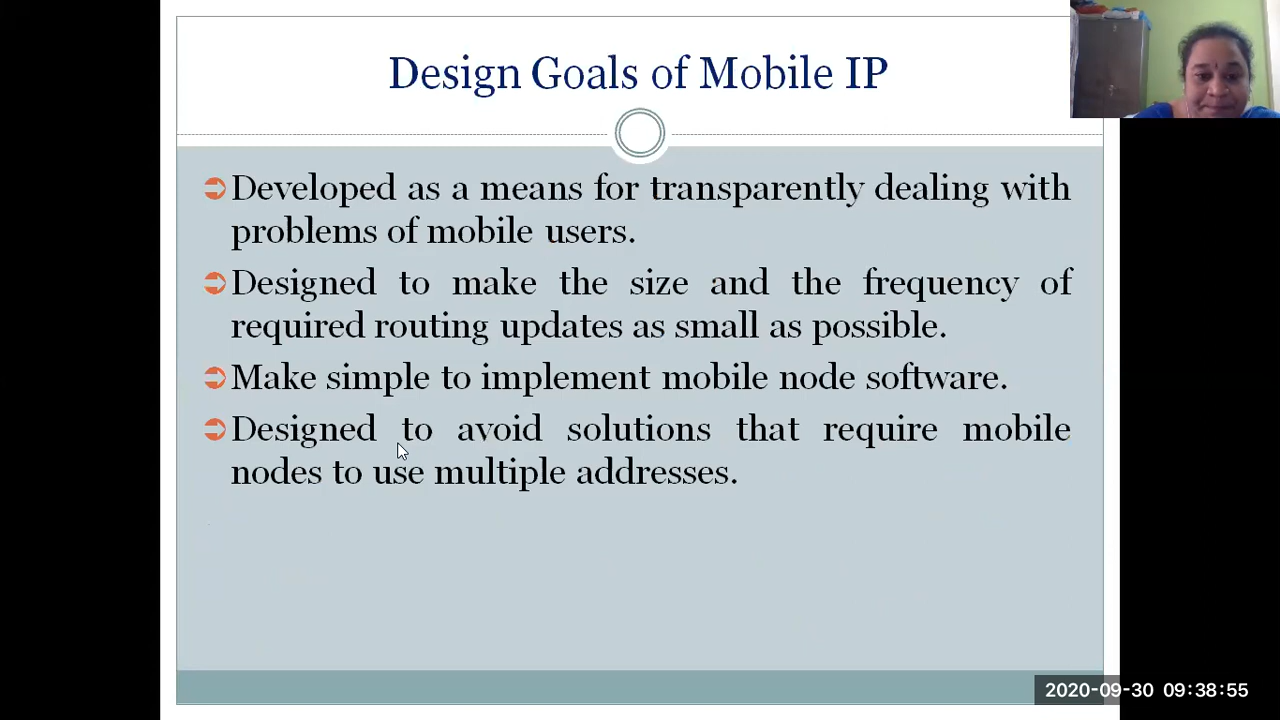 Design Goals of Mobile IP
Developed as a means for transparently dealing with
problems of mobile users.
Designed to make the size and the frequency of
required routing updates as small as possible.
Make simple to implement mobile node software.
Designed to avoid solutions that require mobile
nodes to use multiple addresses.
2020-09-30 09:38:55